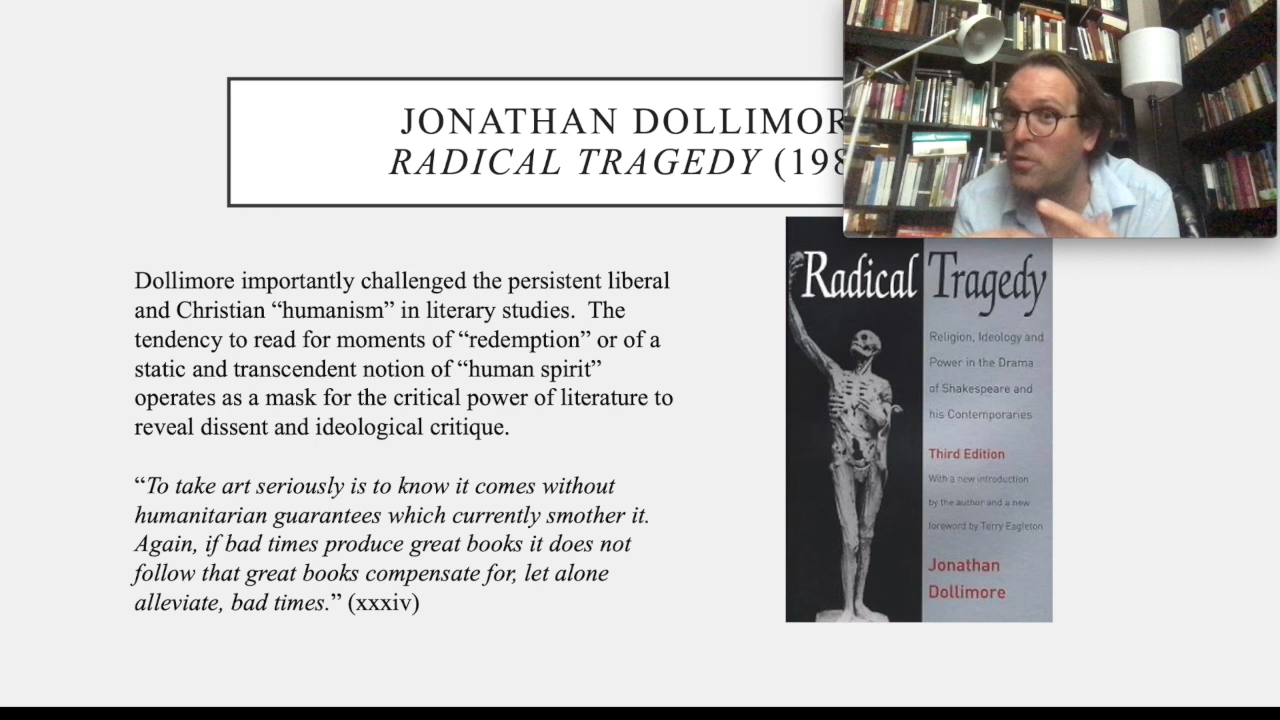 JONATHAN DOLLIMOR
RADICAL TRAGEDY (198
Dollimore importantly challenged the persistent liberal
and Christian “humanism” in literary studies.  The
tendency to read for moments of “redemption” or of a
static and transcendent notion of “human spirit”
operates as a mask for the critical power of literature to
reveal dissent and ideological critique.
“To take art seriously is to know it comes without
humanitarian guarantees which currently smother it.
Again, if bad times produce great books it does not
follow that great books compensate for, let alone
alleviate, bad times.” (xxxiv)
Radical Tragedy
Religion, Ideology and
Power in the Drama
of Shakespeare and
his Contemporaries
Third Edition
With a new introduction
by the author and a new
foreword by Terry Eagleton
Jonathan
Dollimore